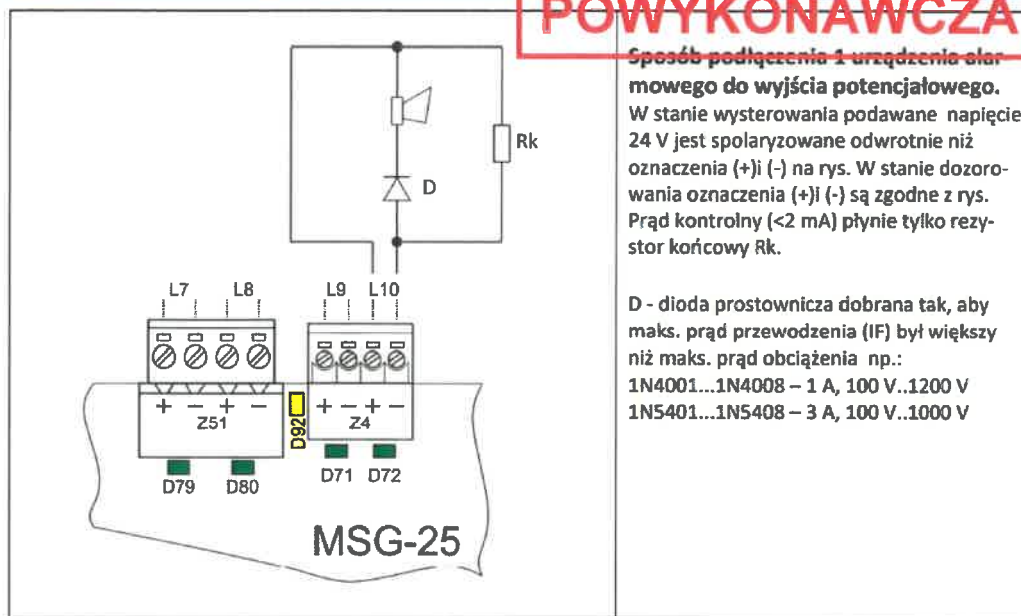 POWYKONAWCZA
Sposób podłączenia 1 urządzenia alar-
mowego do wyjścia potencjałowego.
W stanie wysterowania podawane napięcie
24 V jest spolaryzowane odwrotnie niż
oznaczenia (+)i (-) na rys. W stanie dozoro-
wania oznaczenia (+)i (-) są zgodne z rys.
Prąd kontrolny (<2 mA) płynie tylko rezy-
stor końcowy Rk.
D - dioda prostownicza dobrana tak, aby
maks. prąd przewodzenia (IF) był większy
niż maks. prąd obciążenia np.:
1N4001...1N4008 – 1 A, 100 V..1200 V
1N5401...1N5408 – 3 A, 100 V..1000 V
Rk
D
L7 L8 L9 L10
+ − + − + − + −
Z51 D92 Z4
D79 D80 D71 D72
MSG-25